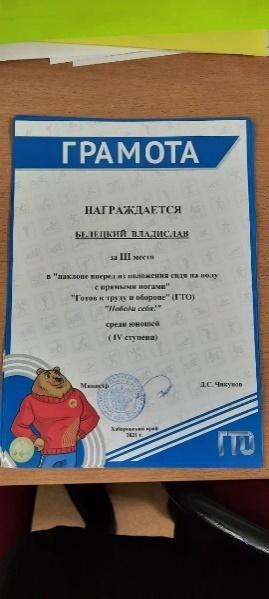 ГРАМОТА
НАГРАЖДАЕТСЯ
БЕЛЕЦКИЙ ВЛАДИСЛАВ
за III место
в "наклоне вперед из положения сидя на полу
с прямыми ногами"
"Готов к труду и обороне" (ГТО)
"Победи себя!"
среди юношей
( IV ступени)
Министр
Д.С. Чикунов
Хабаровский край
2021 г.
ГТО